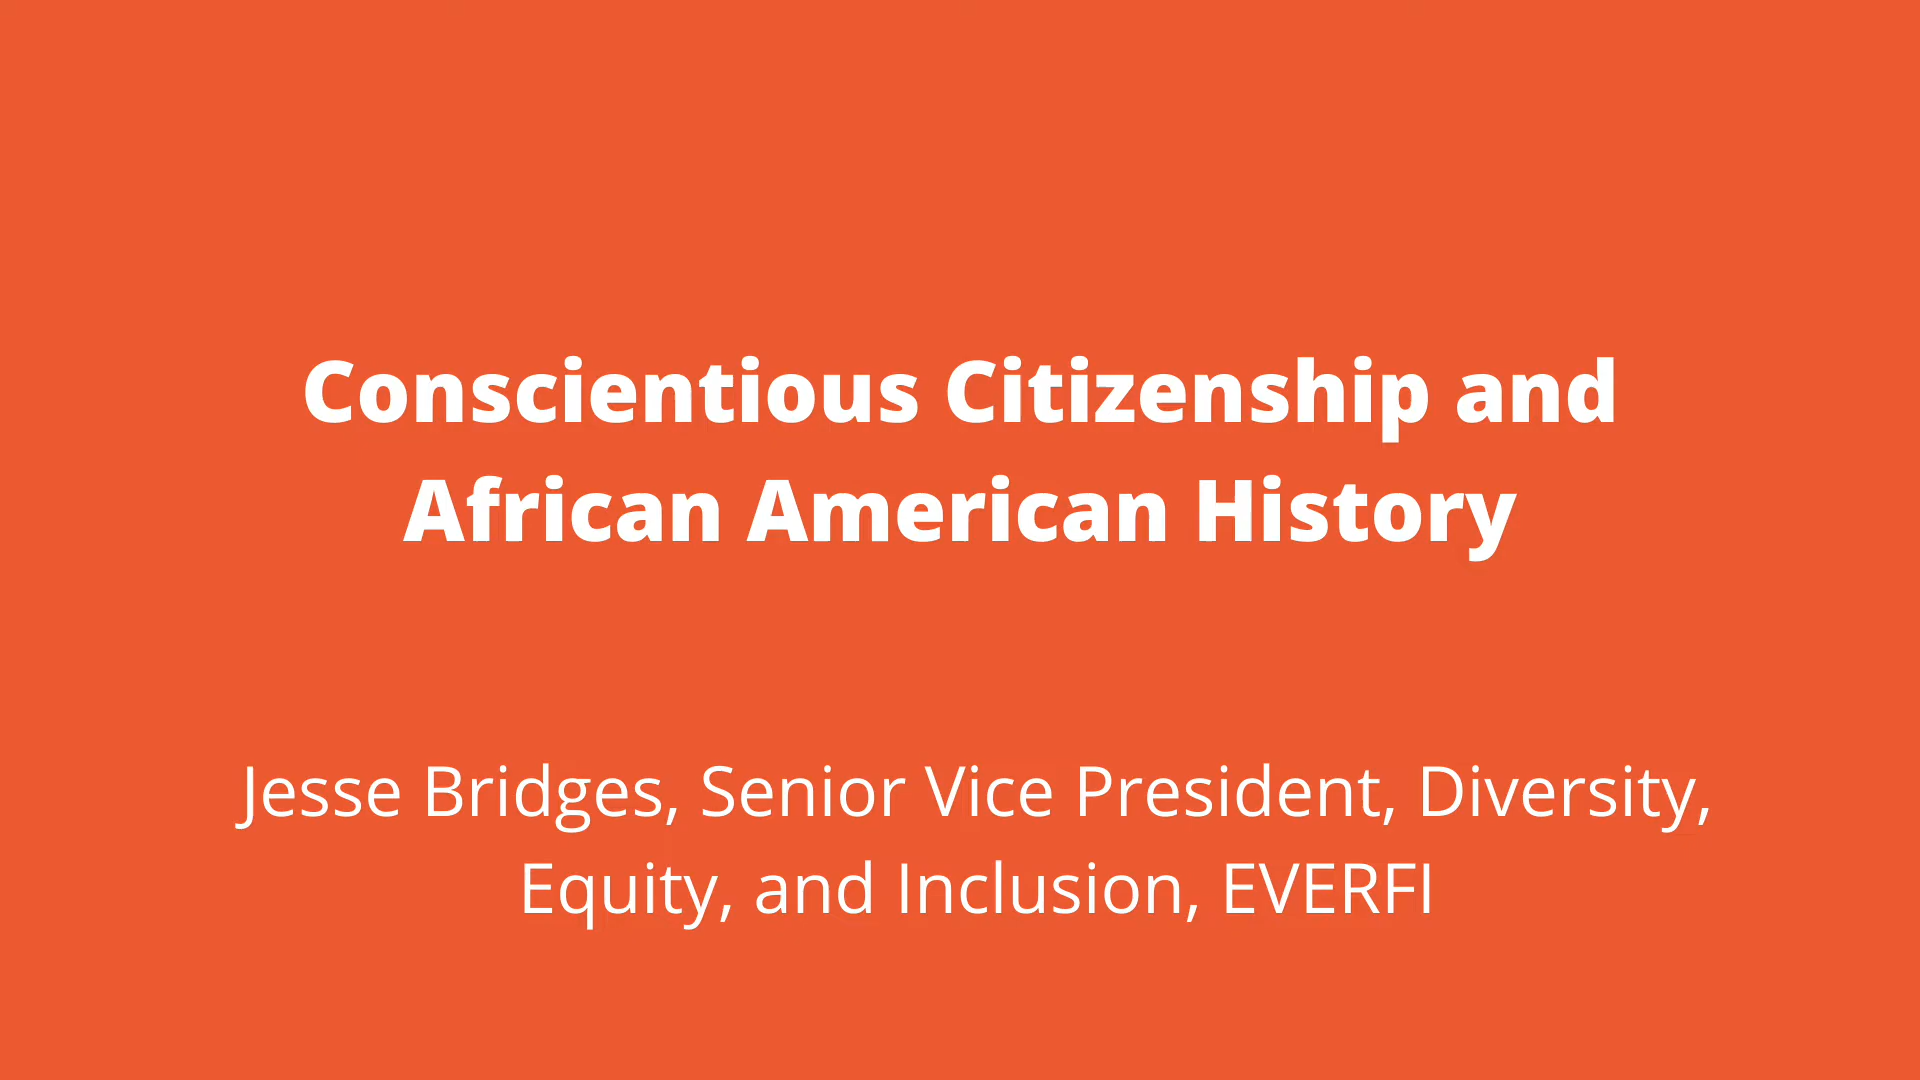 Conscientious Citizenship and
African American History
Jesse Bridges, Senior Vice President, Diversity,
Equity, and Inclusion, EVERFI